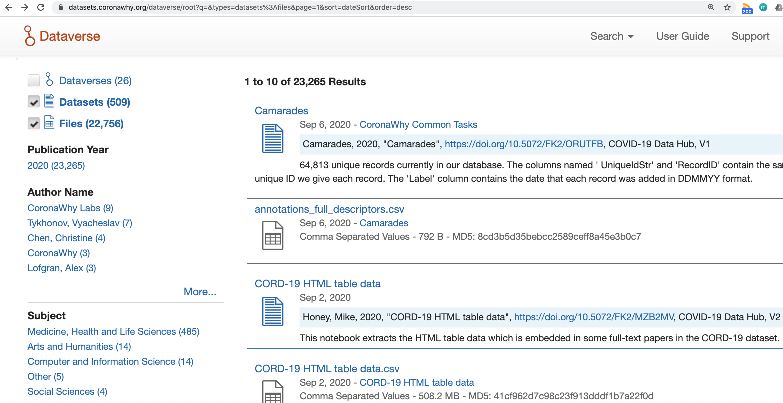 datasets.coronawhy.org/dataverse/root?q=&types=datasets%3Afiles&page=1&sort=dateSort&order=desc
Dataverse
Search
User Guide
Support
Dataverses (26)
Datasets (509)
Files (22,756)
Publication Year
2020 (23,265)
Author Name
CoronaWhy Labs (9)
Tykhonov, Vyacheslav (7)
Chen, Christine (4)
CoronaWhy (3)
Lofgran, Alex (3)
More...
Subject
Medicine, Health and Life Sciences (485)
Arts and Humanities (14)
Computer and Information Science (14)
Other (5)
Social Sciences (4)
1 to 10 of 23,265 Results
Camarades
Sep 6, 2020 - CoronaWhy Common Tasks
Camarades, 2020, "Camarades", https://doi.org/10.5072/FK2/ORUTFB, COVID-19 Data Hub, V1
64,813 unique records currently in our database. The columns named ' UniqueIdStr' and 'RecordID' contain the sa
unique ID we give each record. The 'Label' column contains the date that each record was added in DDMMYY format.
annotations_full_descriptors.csv
Sep 6, 2020 - Camarades
Comma Separated Values - 792 B - MD5: 8cd3b5d35bebcc2589ceff8a45e3b0c7
CORD-19 HTML table data
Sep 2, 2020
Honey, Mike, 2020, "CORD-19 HTML table data", https://doi.org/10.5072/FK2/MZB2MV, COVID-19 Data Hub, V2
This notebook extracts the HTML table data which is embedded in some full-text papers in the CORD-19 dataset.
CORD-19 HTML table data.csv
Sep 2, 2020 - CORD-19 HTML table data
Comma Separated Values - 508.2 MB - MD5: 41cf962d7c98c23f913dddf1b7a22f0d